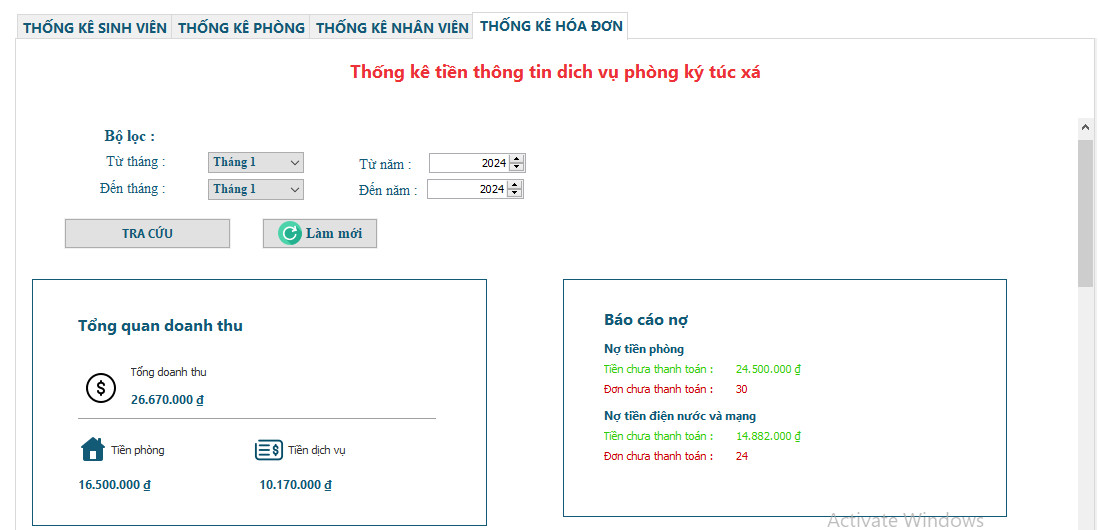 THỐNG KÊ SINH VIÊN THỐNG KÊ PHÒNG THỐNG KÊ NHÂN VIÊN THỐNG KÊ HÓA ĐƠN
Thống kê tiền thông tin dich vụ phòng ký túc xá
Bộ lọc :
Từ tháng : Tháng 1 Từ năm : 2024
Đến tháng : Tháng 1 Đến năm : 2024
TRA CỨU Làm mới
Tổng quan doanh thu
Tổng doanh thu
26.670.000 ₫
Tiền phòng Tiền dịch vụ
16.500.000 ₫ 10.170.000 ₫
Báo cáo nợ
Nợ tiền phòng
Tiền chưa thanh toán : 24.500.000 ₫
Đơn chưa thanh toán : 30
Nợ tiền điện nước và mạng
Tiền chưa thanh toán : 14.882.000 ₫
Đơn chưa thanh toán : 24
Activate Windows